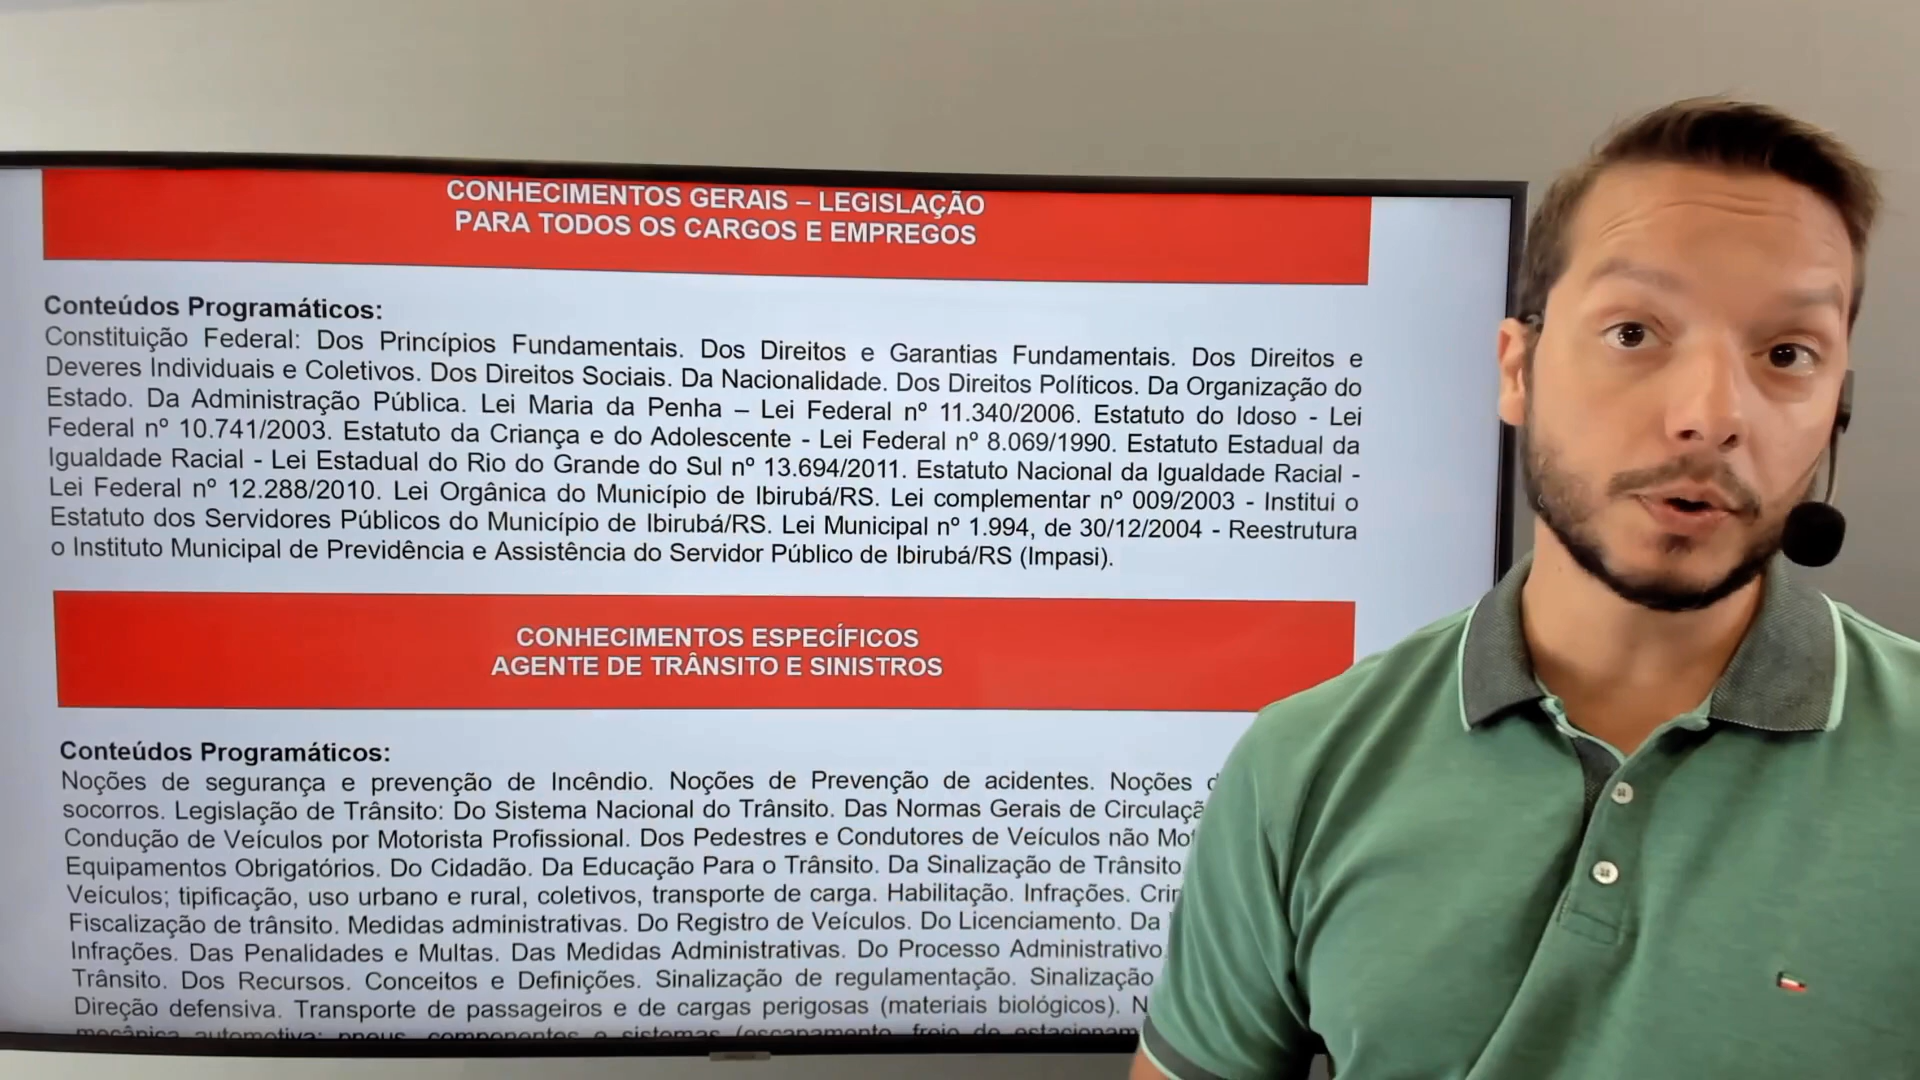 CONHECIMENTOS GERAIS – LEGISLAÇÃO
PARA TODOS OS CARGOS E EMPREGOS
Conteúdos Programáticos:
Constituição Federal: Dos Princípios Fundamentais. Dos Direitos e Garantias Fundamentais. Dos Direitos e
Deveres Individuais e Coletivos. Dos Direitos Sociais. Da Nacionalidade. Dos Direitos Políticos. Da Organização do
Estado. Da Administração Pública. Lei Maria da Penha – Lei Federal nº 11.340/2006. Estatuto do Idoso - Lei
Federal nº 10.741/2003. Estatuto da Criança e do Adolescente - Lei Federal nº 8.069/1990. Estatuto Estadual da
Igualdade Racial - Lei Estadual do Rio do Grande do Sul nº 13.694/2011. Estatuto Nacional da Igualdade Racial -
Lei Federal nº 12.288/2010. Lei Orgânica do Município de Ibirubá/RS. Lei complementar nº 009/2003 - Institui o
Estatuto dos Servidores Públicos do Município de Ibirubá/RS. Lei Municipal nº 1.994, de 30/12/2004 - Reestrutura
o Instituto Municipal de Previdência e Assistência do Servidor Público de Ibirubá/RS (Impasi).
CONHECIMENTOS ESPECÍFICOS
AGENTE DE TRÂNSITO E SINISTROS
Conteúdos Programáticos:
Noções de segurança e prevenção de Incêndio. Noções de Prevenção de acidentes. Noções
socorros. Legislação de Trânsito: Do Sistema Nacional do Trânsito. Das Normas Gerais de
Condução de Veículos por Motorista Profissional. Dos Pedestres e Condutores de Veículos não
Equipamentos Obrigatórios. Do Cidadão. Da Educação Para o Trânsito. Da Sinalização de Trânsito.
Veículos; tipificação, uso urbano e rural, coletivos, transporte de carga. Habilitação. Infrações.
Fiscalização de trânsito. Medidas administrativas. Do Registro de Veículos. Do Licenciamento. Da
Infrações. Das Penalidades e Multas. Das Medidas Administrativas. Do Processo Administrativo
Trânsito. Dos Recursos. Conceitos e Definições. Sinalização de regulamentação. Sinalização
Direção defensiva. Transporte de passageiros e de cargas perigosas (materiais biológicos).
mecânica automotiva: pneus, componentes e sistemas (escapamento, freio de